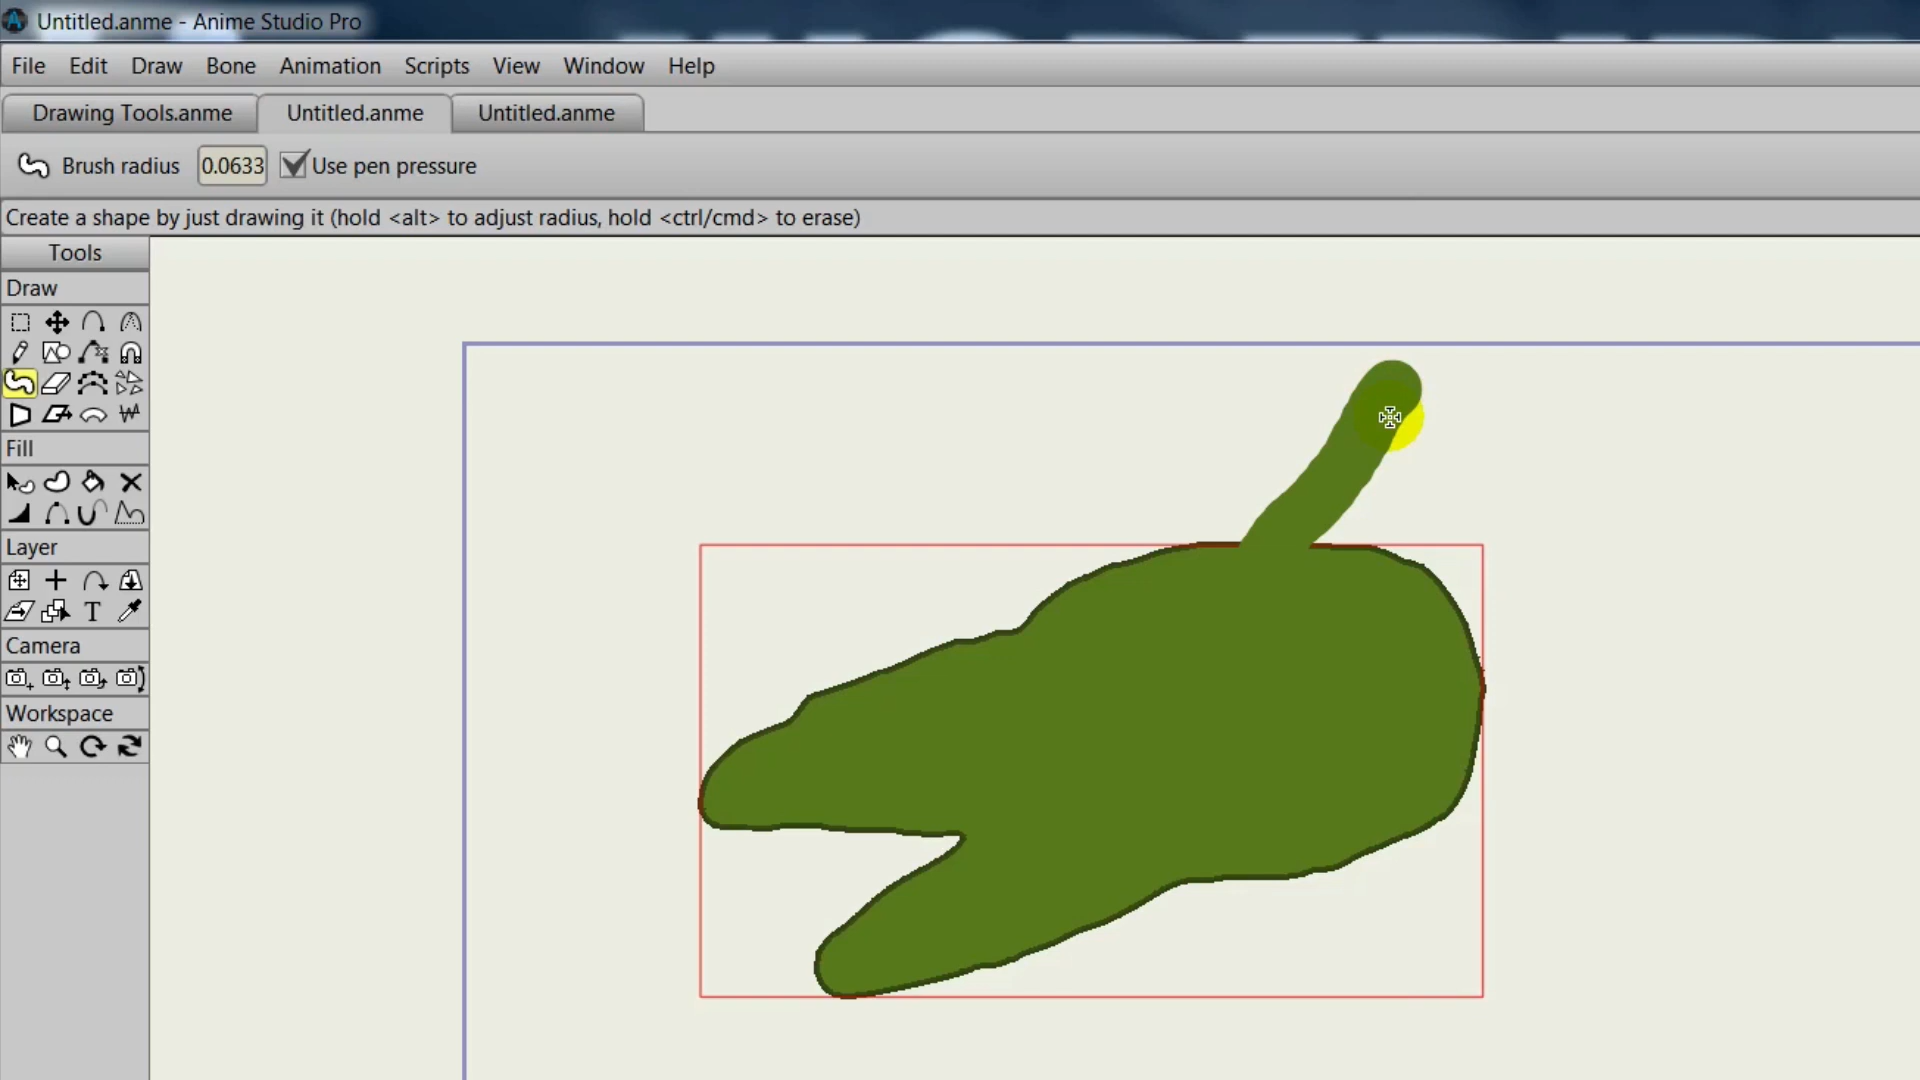 Untitled.anme - Anime Studio Pro
File Edit Draw Bone Animation Scripts View Window Help
Drawing Tools.anme Untitled.anme Untitled.anme
Brush radius 0.0633 Use pen pressure
Create a shape by just drawing it (hold <alt> to adjust radius, hold <ctrl/cmd> to erase)
Tools
Draw
Fill
Layer
T
Camera
Workspace